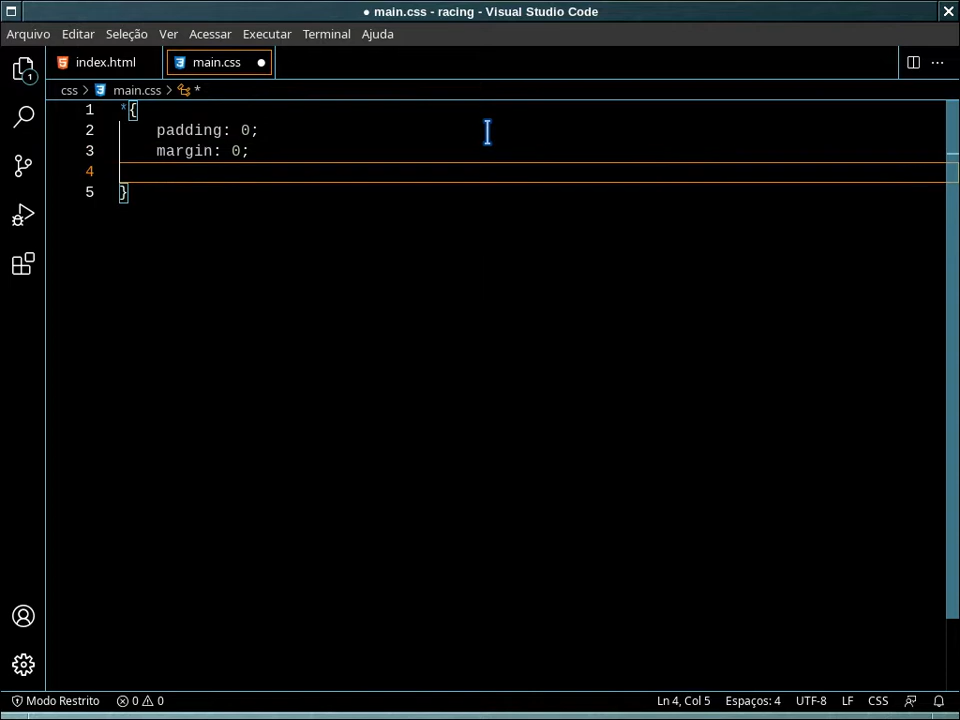 ● main.css - racing - Visual Studio Code
Arquivo Editar Seleção Ver Acessar Executar Terminal Ajuda
index.html main.css ●
css > main.css > *
1 *{
2 padding: 0;
3 margin: 0;
4
5 }
1
Modo Restrito 0 0 Ln 4, Col 5 Espaços: 4 UTF-8 LF CSS